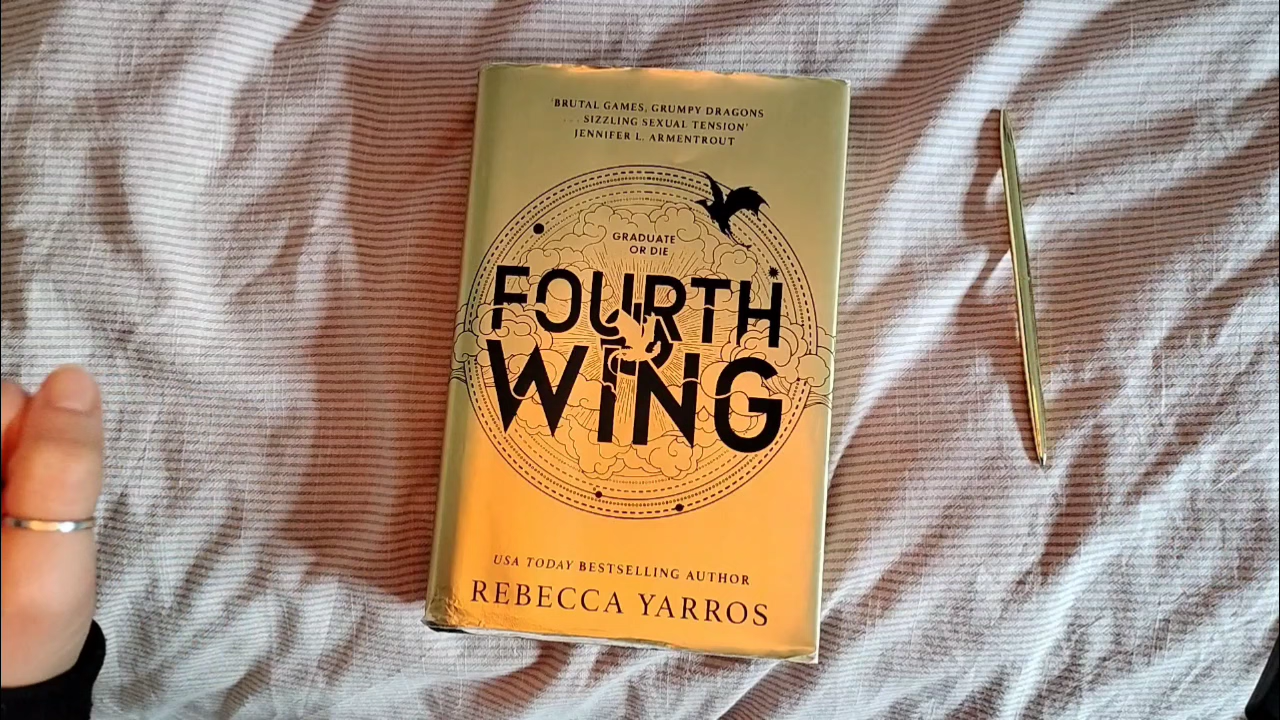 'BRUTAL GAMES, GRUMPY DRAGONS
... SIZZLING SEXUAL TENSION'
JENNIFER L. ARMENTROUT
GRADUATE
OR DIE
FOURTH
WING
USA TODAY BESTSELLING AUTHOR
REBECCA YARROS